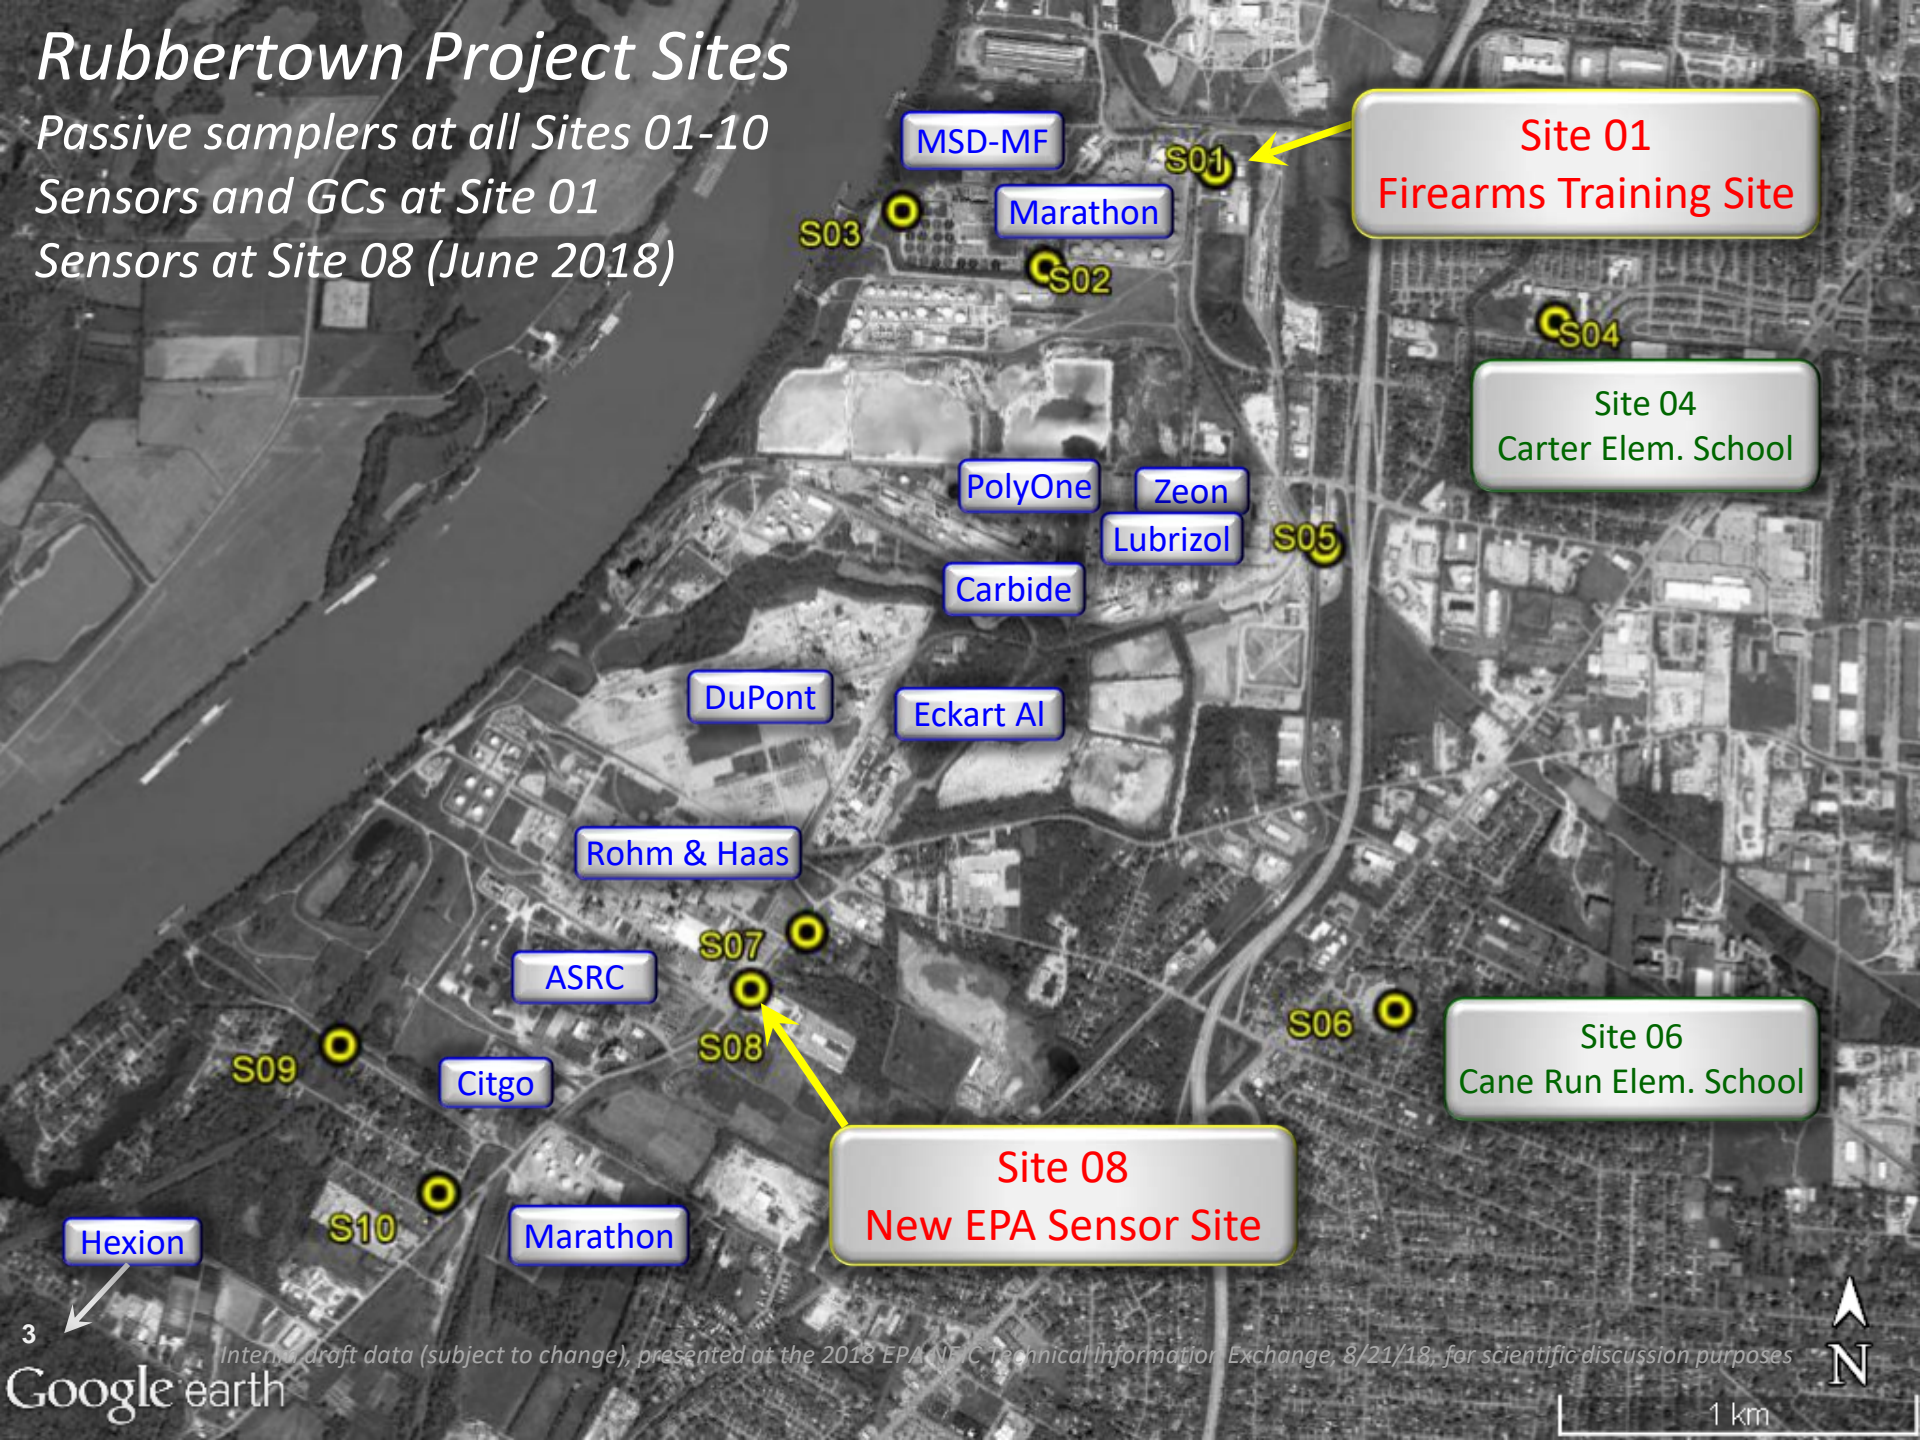 Rubbertown Project Sites
Passive samplers at all Sites 01-10
Sensors and GCs at Site 01
Sensors at Site 08 (June 2018)
MSD-MF
S01
Site 01
Firearms Training Site
Marathon
S03
S02
S04
Site 04
Carter Elem. School
PolyOne
Zeon
Lubrizol
S05
Carbide
DuPont
Eckart Al
Rohm & Haas
S07
ASRC
S08
S06
Site 06
Cane Run Elem. School
S09
Citgo
Site 08
New EPA Sensor Site
S10
Marathon
Hexion
3
Interim draft data (subject to change), presented at the 2018 EPA NEIC Technical Information Exchange, 8/21/18, for scientific discussion purposes
N
Google earth
1 km